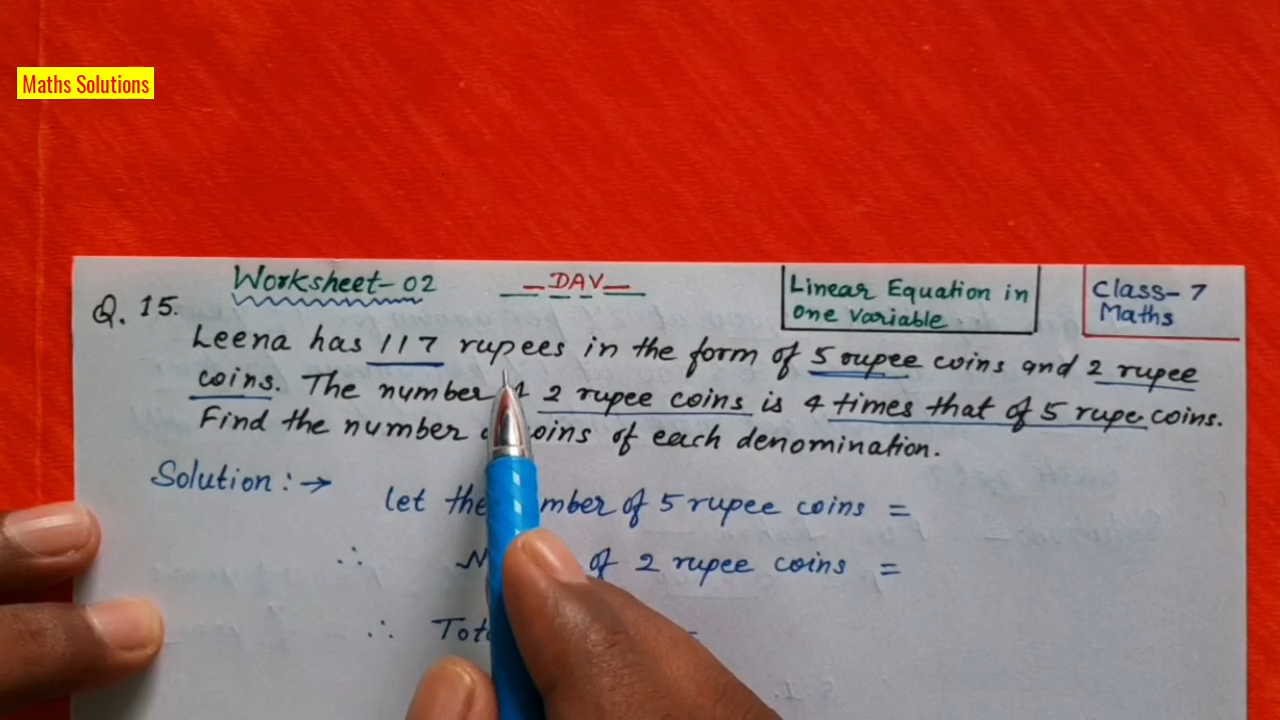 Maths Solutions
Worksheet-02
DAV
Linear Equation in
one variable
Class-7
Maths
Q. 15.
Leena has 117 rupees in the form of 5 rupee coins and 2 rupee
coins. The number 2 rupee coins is 4 times that of 5 rupe coins.
Find the number coins of each denomination.
Solution :→
let the number of 5 rupee coins =
∴ of 2 rupee coins =
∴